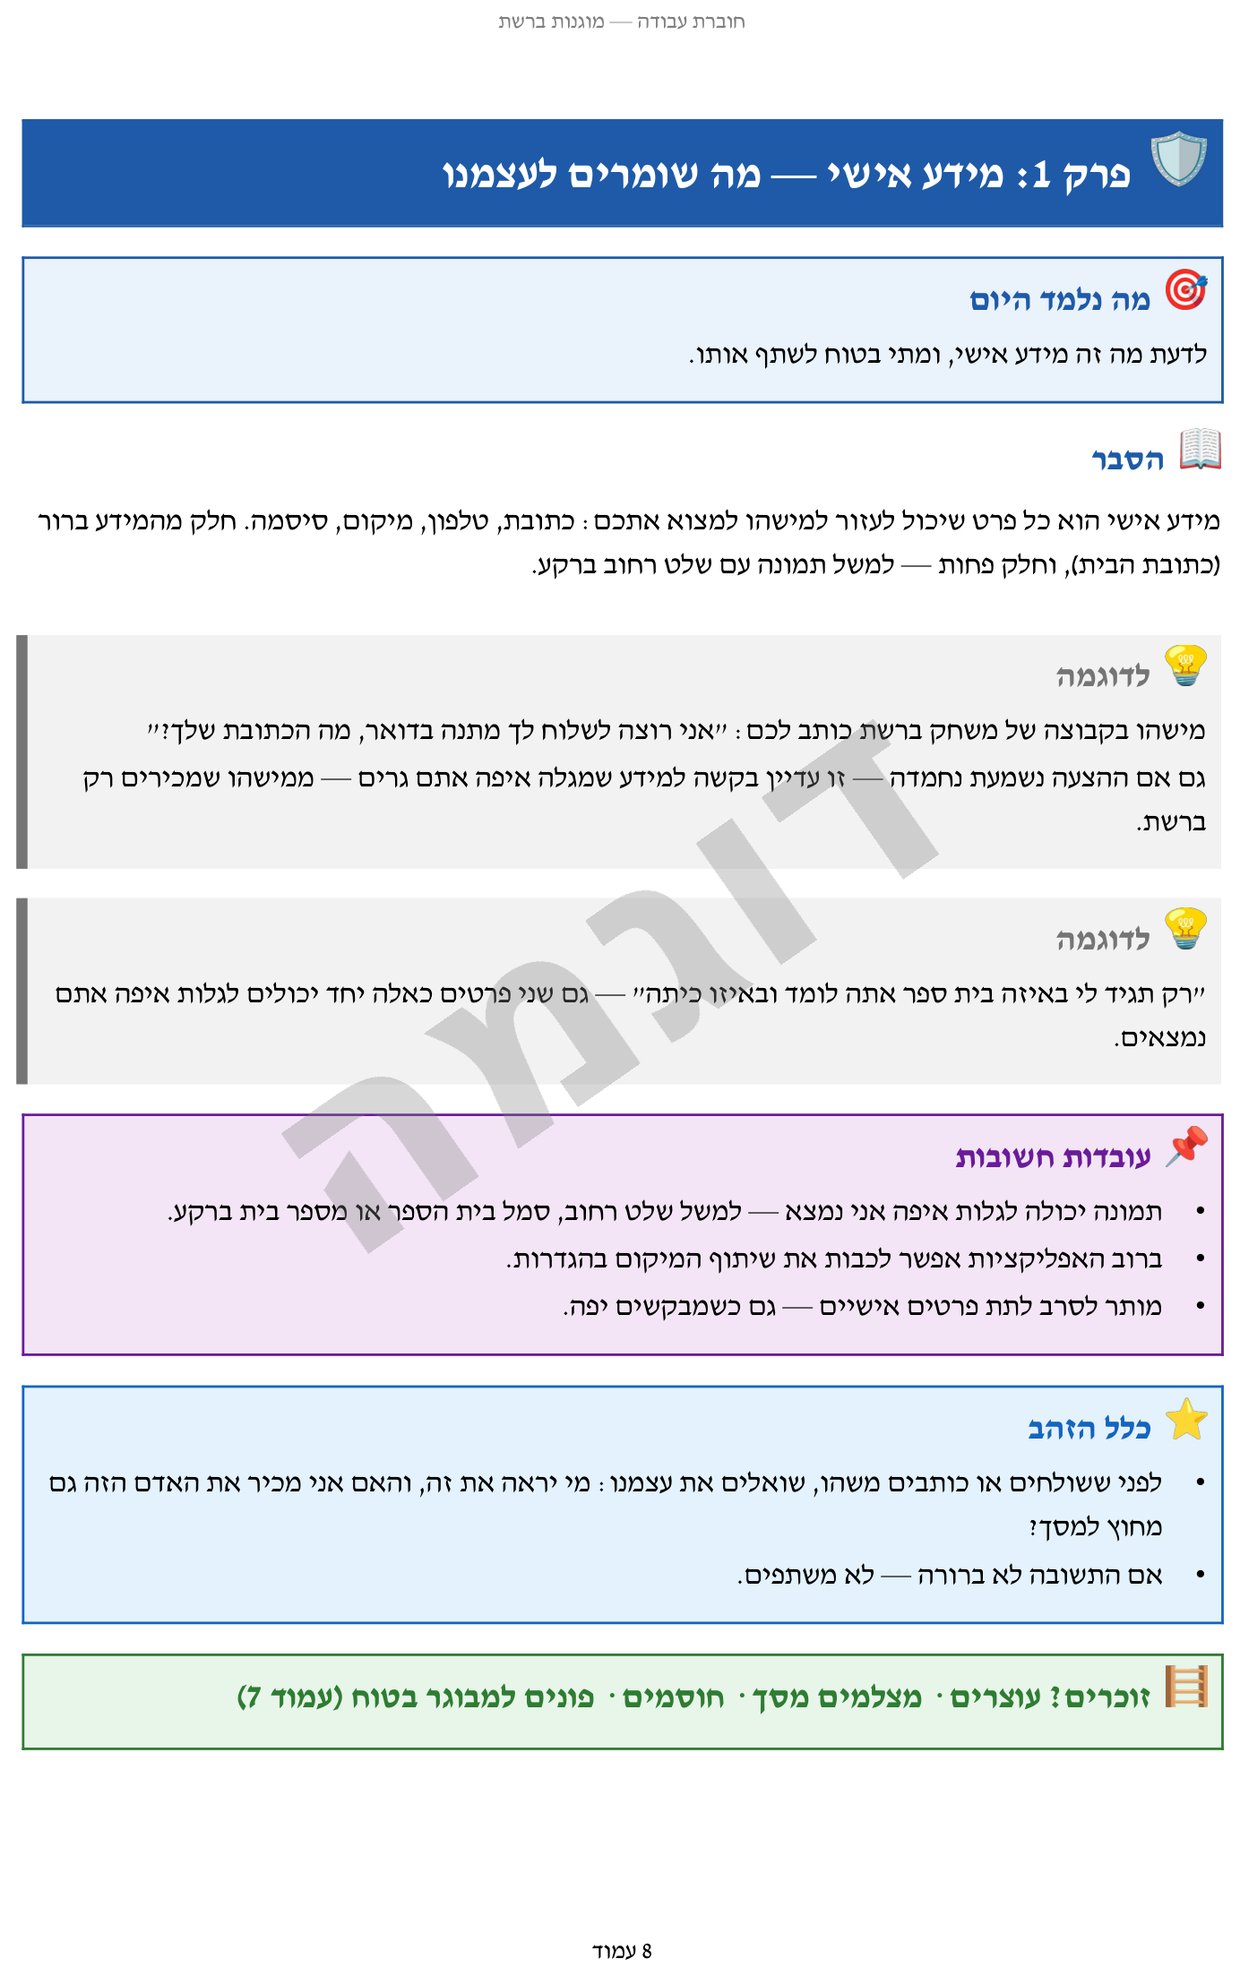 חוברת עבודה — מוגנות ברשת
פרק 1: מידע אישי — מה שומרים לעצמנו
מה נלמד היום
לדעת מה זה מידע אישי, ומתי בטוח לשתף אותו.
הסבר
מידע אישי הוא כל פרט שיכול לעזור למישהו למצוא אתכם: כתובת, טלפון, מיקום, סיסמה. חלק מהמידע ברור
(כתובת הבית), וחלק פחות — למשל תמונה עם שלט רחוב ברקע.
לדוגמה
מישהו בקבוצה של משחק ברשת כותב לכם: "אני רוצה לשלוח לך מתנה בדואר, מה הכתובת שלך?"
גם אם ההצעה נשמעת נחמדה — זו עדיין בקשה למידע שמגלה איפה אתם גרים — ממישהו שמכירים רק
ברשת.
לדוגמה
"רק תגיד לי באיזה בית ספר אתה לומד ובאיזו כיתה" — גם שני פרטים כאלה יחד יכולים לגלות איפה אתם
נמצאים.
עובדות חשובות
• תמונה יכולה לגלות איפה אני נמצא — למשל שלט רחוב, סמל בית הספר או מספר בית ברקע.
• ברוב האפליקציות אפשר לכבות את שיתוף המיקום בהגדרות.
• מותר לסרב לתת פרטים אישיים — גם כשמבקשים יפה.
כלל הזהב
• לפני ששולחים או כותבים משהו, שואלים את עצמנו: מי יראה את זה, והאם אני מכיר את האדם הזה גם
מחוץ למסך?
• אם התשובה לא ברורה — לא משתפים.
זוכרים? עוצרים · מצלמים מסך · חוסמים · פונים למבוגר בטוח (עמוד 7)
8 עמוד
דוגמה